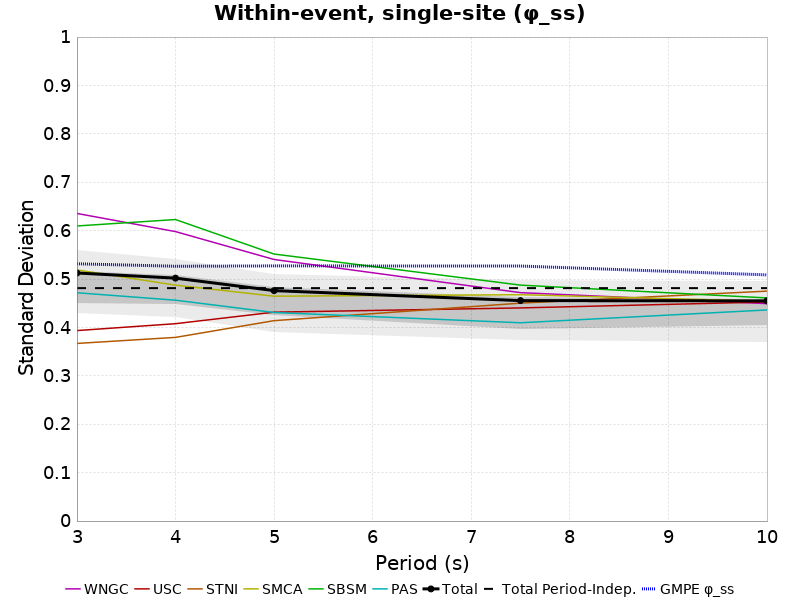 Within-event, single-site (φ_ss)
1
0.9
0.8
0.7
0.6
0.5
0.4
0.3
0.2
0.1
0
Standard Deviation
3 4 5 6 7 8 9 10
Period (s)
WNGC USC STNI SMCA SBSM PAS Total Total Period-Indep. GMPE φ_ss